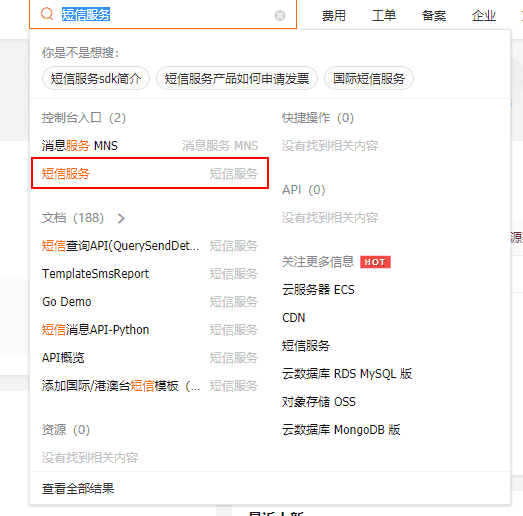 短信服务 费用 工单 备案 企业
你是不是想搜：
短信服务sdk简介 短信服务产品如何申请发票 国际短信服务
控制台入口（2） 快捷操作（0）
消息服务 MNS 消息服务 MNS 没有找到相关内容
短信服务 短信服务
API（0）
文档（188） 没有找到相关内容
短信查询API(QuerySendDet... 短信服务
关注更多信息 HOT
TemplateSmsReport 短信服务
云服务器 ECS
Go Demo 短信服务
CDN
短信消息API-Python 短信服务
短信服务
API概览 短信服务
云数据库 RDS MySQL 版
添加国际/港澳台短信模板（... 短信服务
对象存储 OSS
资源（0） 云数据库 MongoDB 版
没有找到相关内容
查看全部结果